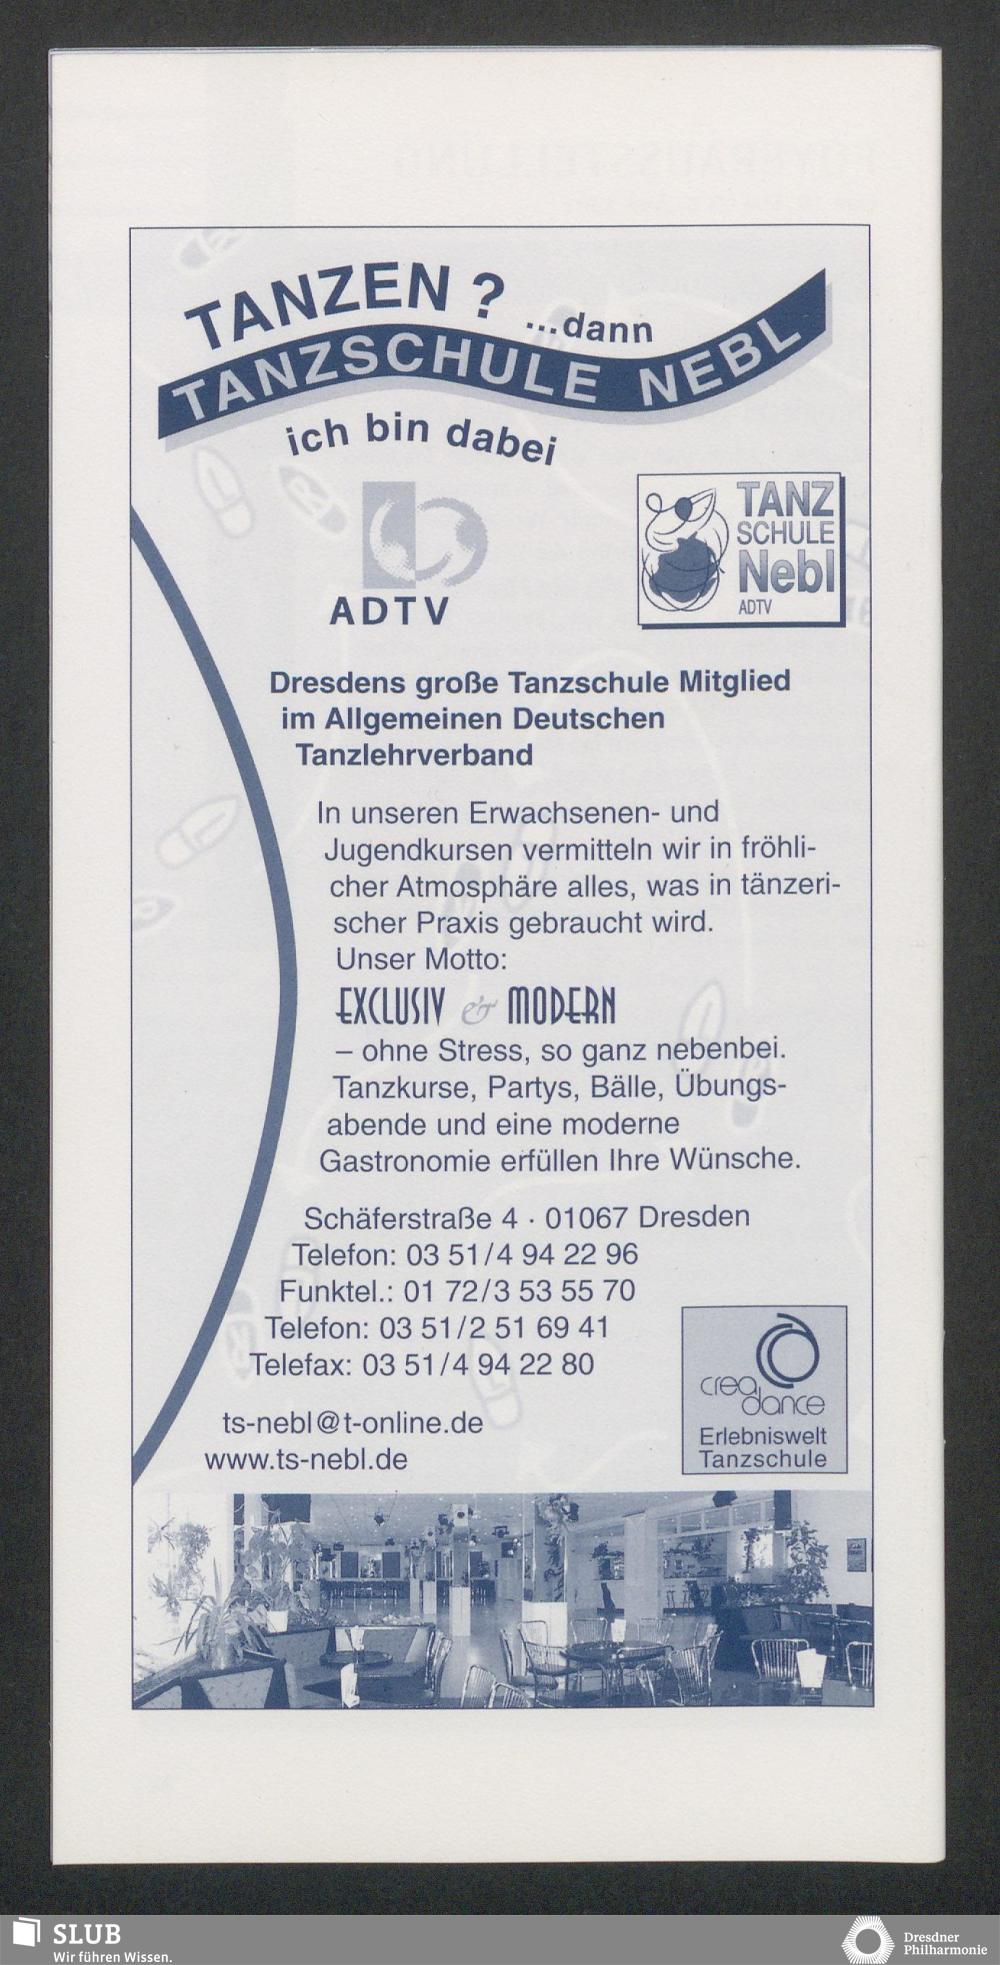 TANZEN ?
...dann
TANZSCHULE NEBL
ich bin dabei
ADTV
TANZ
SCHULE
Nebl
ADTV
Dresdens große Tanzschule Mitglied
im Allgemeinen Deutschen
Tanzlehrverband
In unseren Erwachsenen- und
Jugendkursen vermitteln wir in fröhli-
cher Atmosphäre alles, was in tänzeri-
scher Praxis gebraucht wird.
Unser Motto:
EXCLUSIV & MODERN
– ohne Stress, so ganz nebenbei.
Tanzkurse, Partys, Bälle, Übungs-
abende und eine moderne
Gastronomie erfüllen Ihre Wünsche.
Schäferstraße 4 · 01067 Dresden
Telefon: 03 51/4 94 22 96
Funktel.: 01 72/3 53 55 70
Telefon: 03 51/2 51 69 41
Telefax: 03 51/4 94 22 80
ts-nebl@t-online.de
www.ts-nebl.de
crea
dance
Erlebniswelt
Tanzschule
SLUB
Wir führen Wissen.
Dresdner
Philharmonie